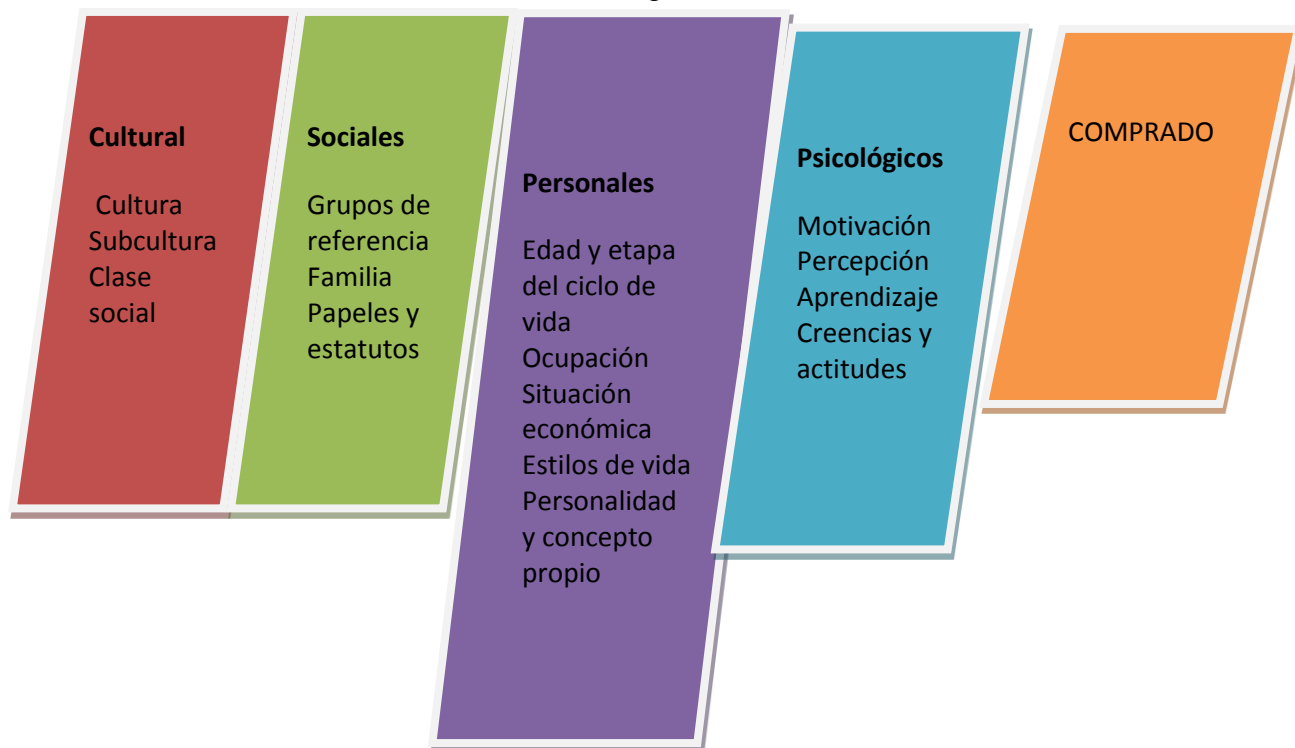 Cultural
Cultura
Subcultura
Clase
social
Sociales
Grupos de
referencia
Familia
Papeles y
estatutos
Personales
Edad y etapa
del ciclo de
vida
Ocupación
Situación
económica
Estilos de vida
Personalidad
y concepto
propio
Psicológicos
Motivación
Percepción
Aprendizaje
Creencias y
actitudes
COMPRADO